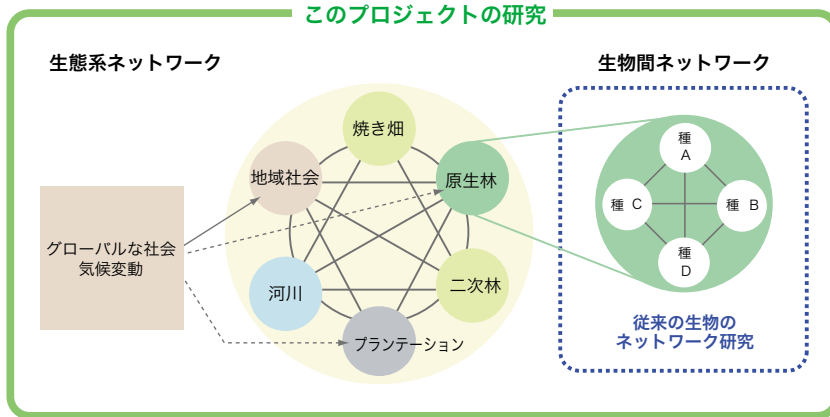 このプロジェクトの研究
生態系ネットワーク
生物間ネットワーク
焼き畑
地域社会
原生林
グローバルな社会
気候変動
河川
二次林
プランテーション
種
A
種 C
種 B
種
D
従来の生物の
ネットワーク研究